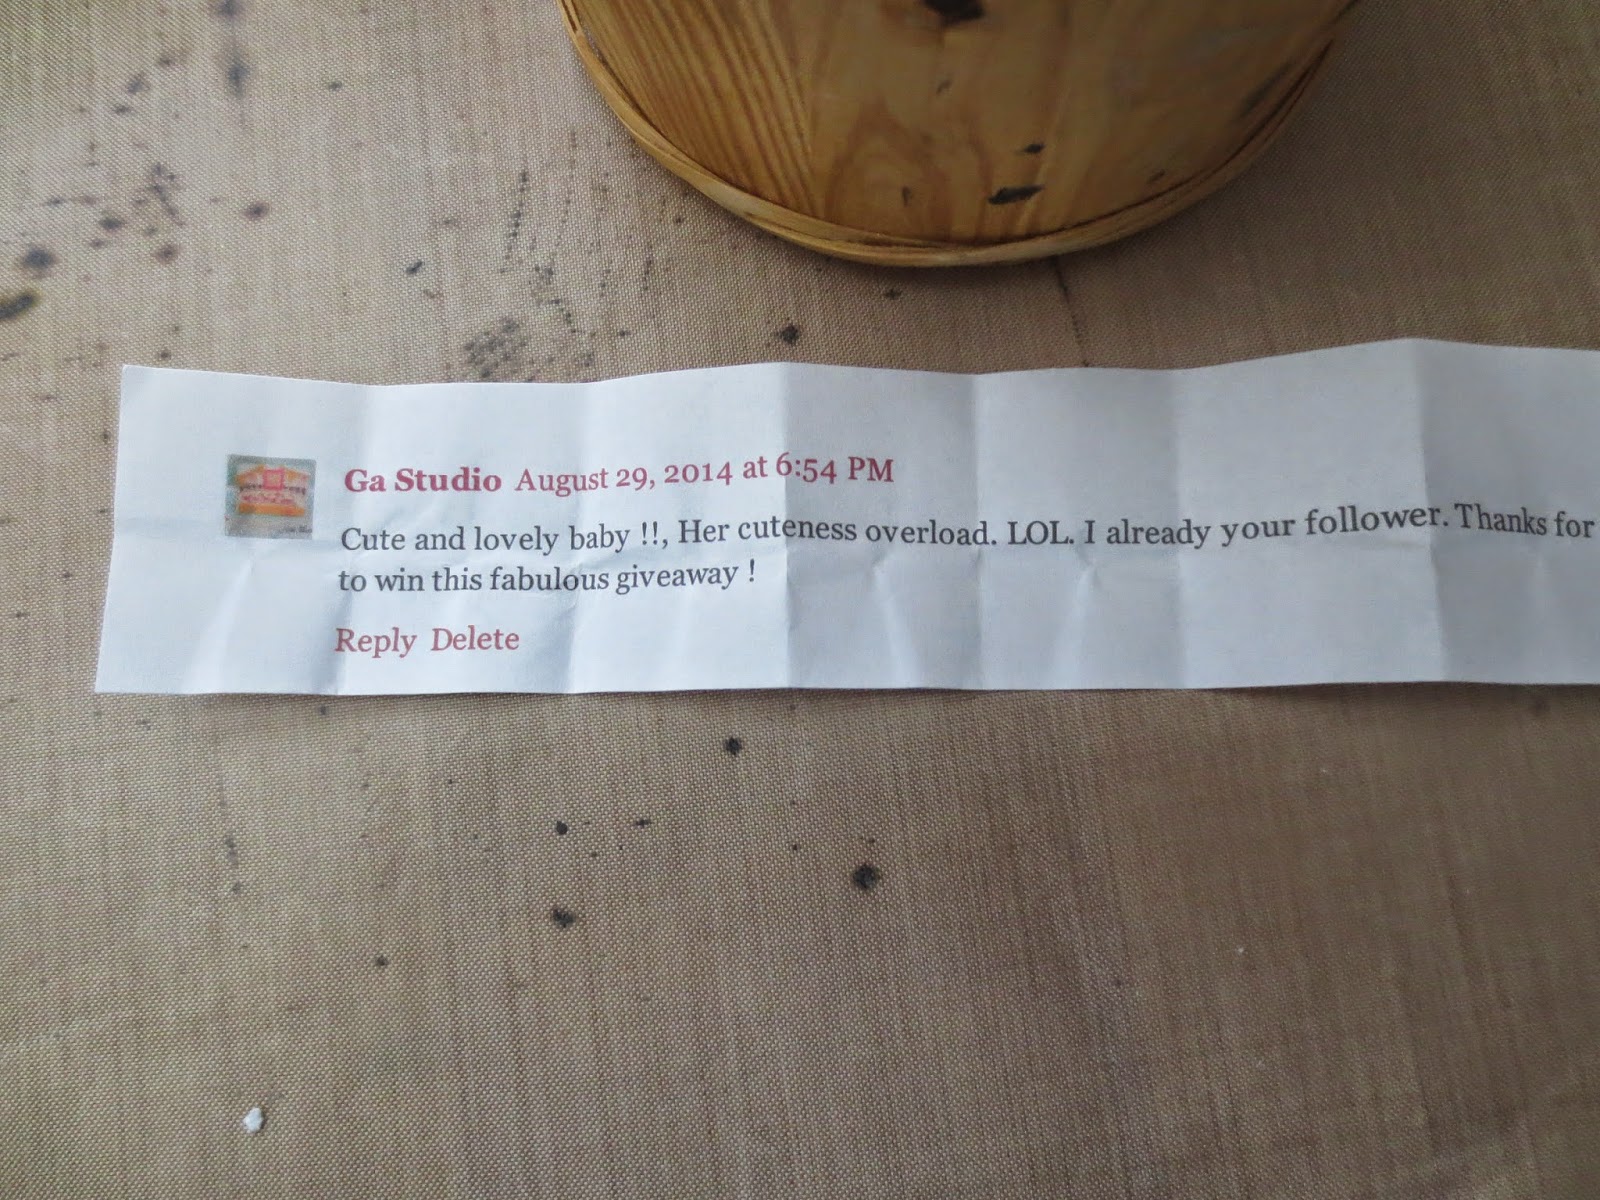 Ga Studio August 29, 2014 at 6:54 PM
Cute and lovely baby !!, Her cuteness overload. LOL. I already your follower. Thanks for
to win this fabulous giveaway !
Reply Delete